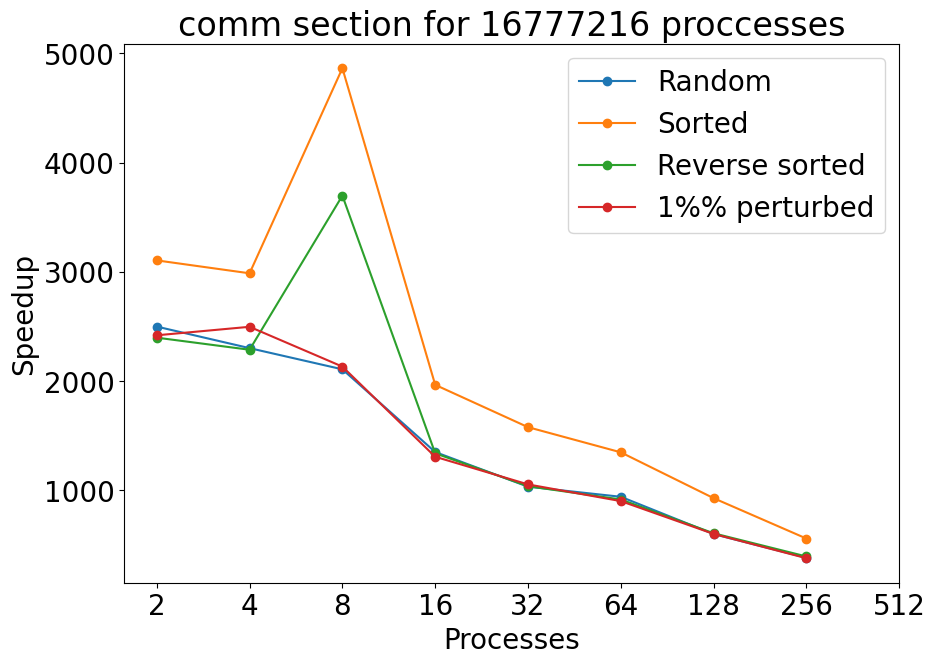 comm section for 16777216 proccesses
5000
4000
3000
2000
1000
Speedup
Random
Sorted
Reverse sorted
1%% perturbed
2 4 8 16 32 64 128 256 512
Processes